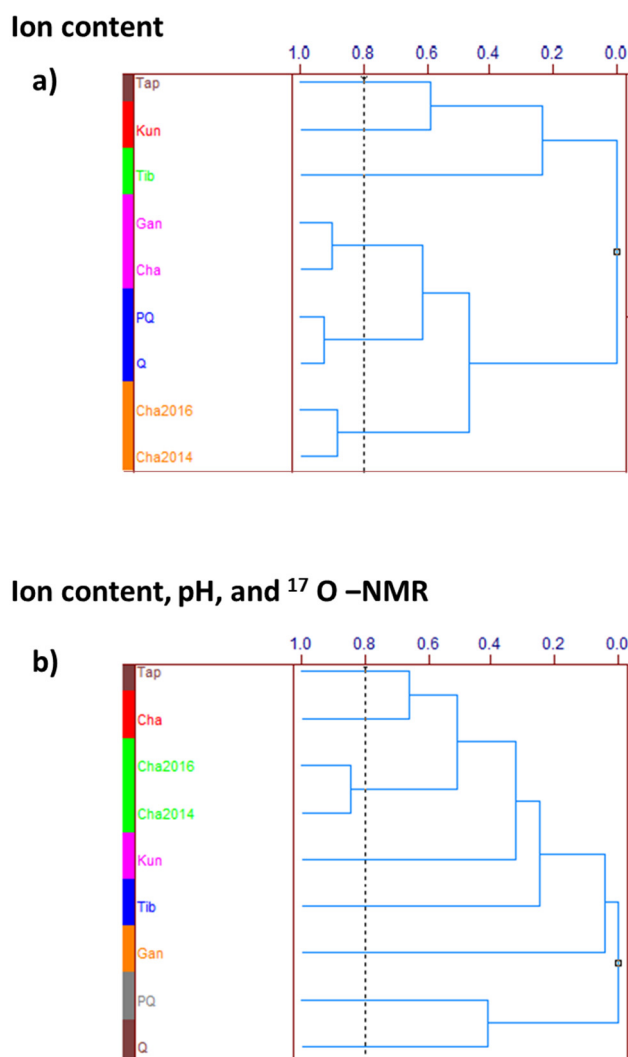 Ion content
a)
1.0 0.8 0.6 0.4 0.2 0.0
Tap
Kun
Tib
Gan
Cha
PQ
Q
Cha2016
Cha2014
Ion content, pH, and ¹⁷ O –NMR
b)
1.0 0.8 0.6 0.4 0.2 0.0
Tap
Cha
Cha2016
Cha2014
Kun
Tib
Gan
PQ
Q